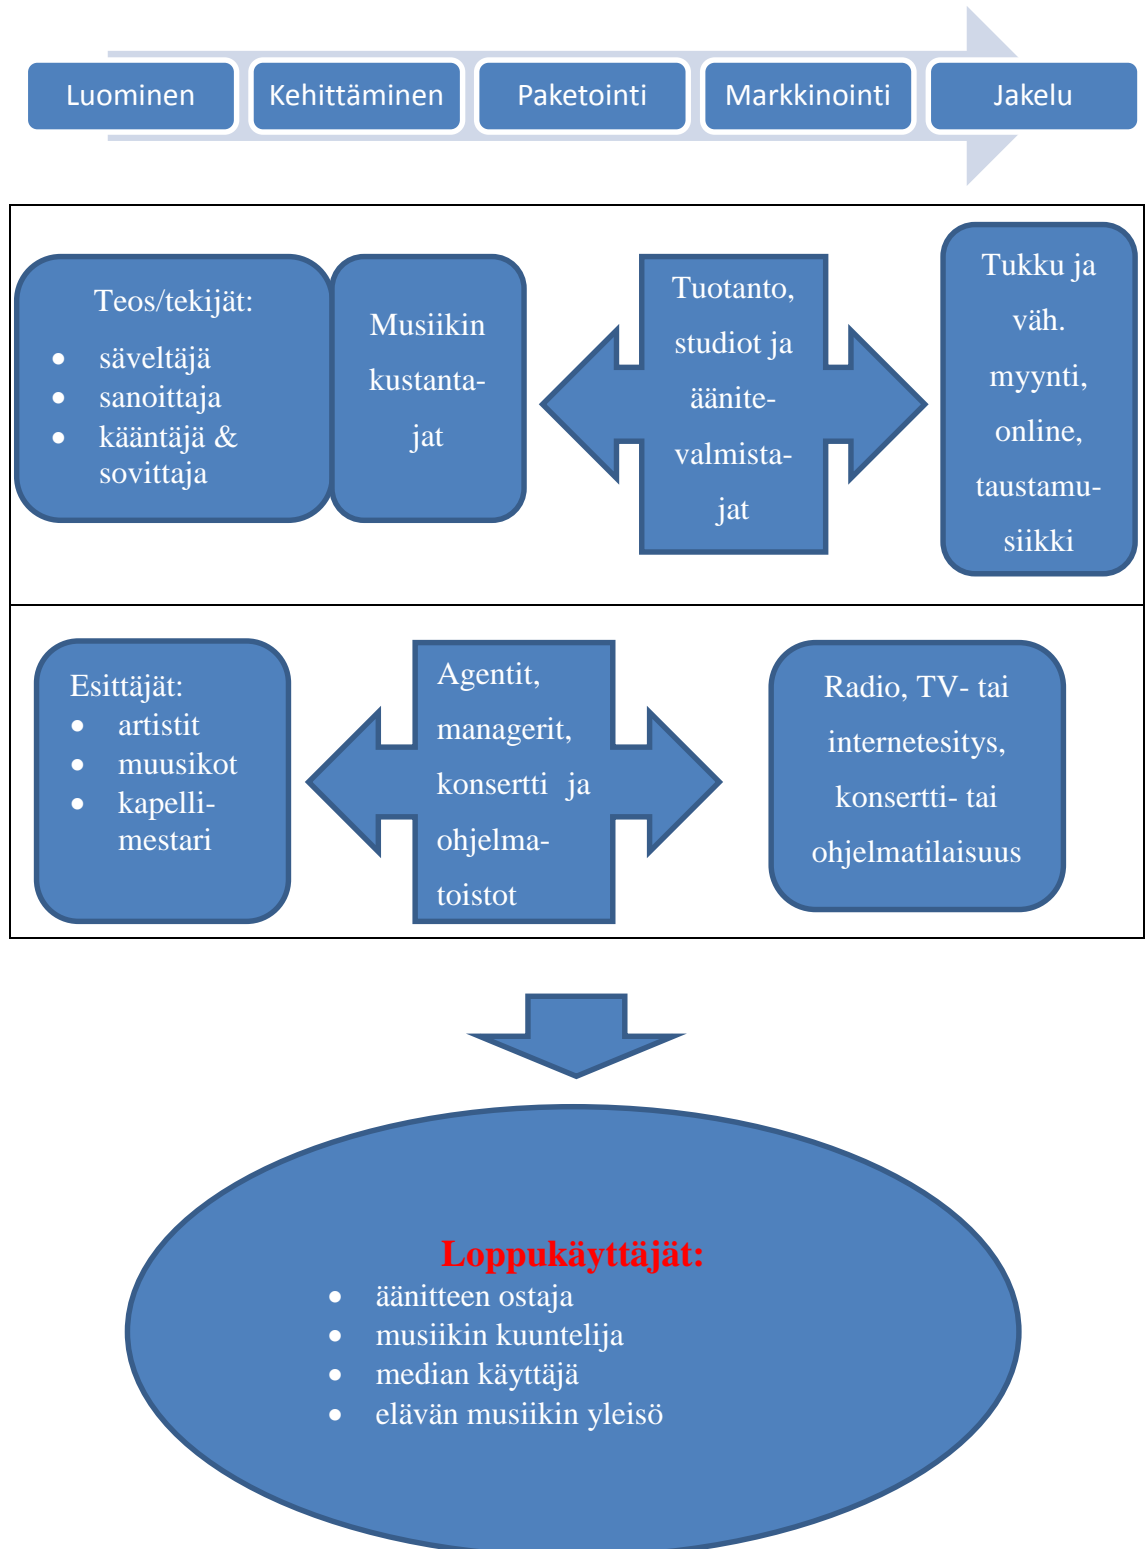 Luominen
Kehittäminen
Paketointi
Markkinointi
Jakelu
Teos/tekijät:
• säveltäjä
• sanoittaja
• kääntäjä &
sovittaja
Musiikin
kustanta-
jat
Tuotanto,
studiot ja
äänite-
valmista-
jat
Tukku ja
väh.
myynti,
online,
taustamu-
siikki
Esittäjät:
• artistit
• muusikot
• kapelli-
mestari
Agentit,
managerit,
konsertti ja
ohjelma-
toistot
Radio, TV- tai
internetesitys,
konsertti- tai
ohjelmatilaisuus
Loppukäyttäjät:
• äänitteen ostaja
• musiikin kuuntelija
• median käyttäjä
• elävän musiikin yleisö